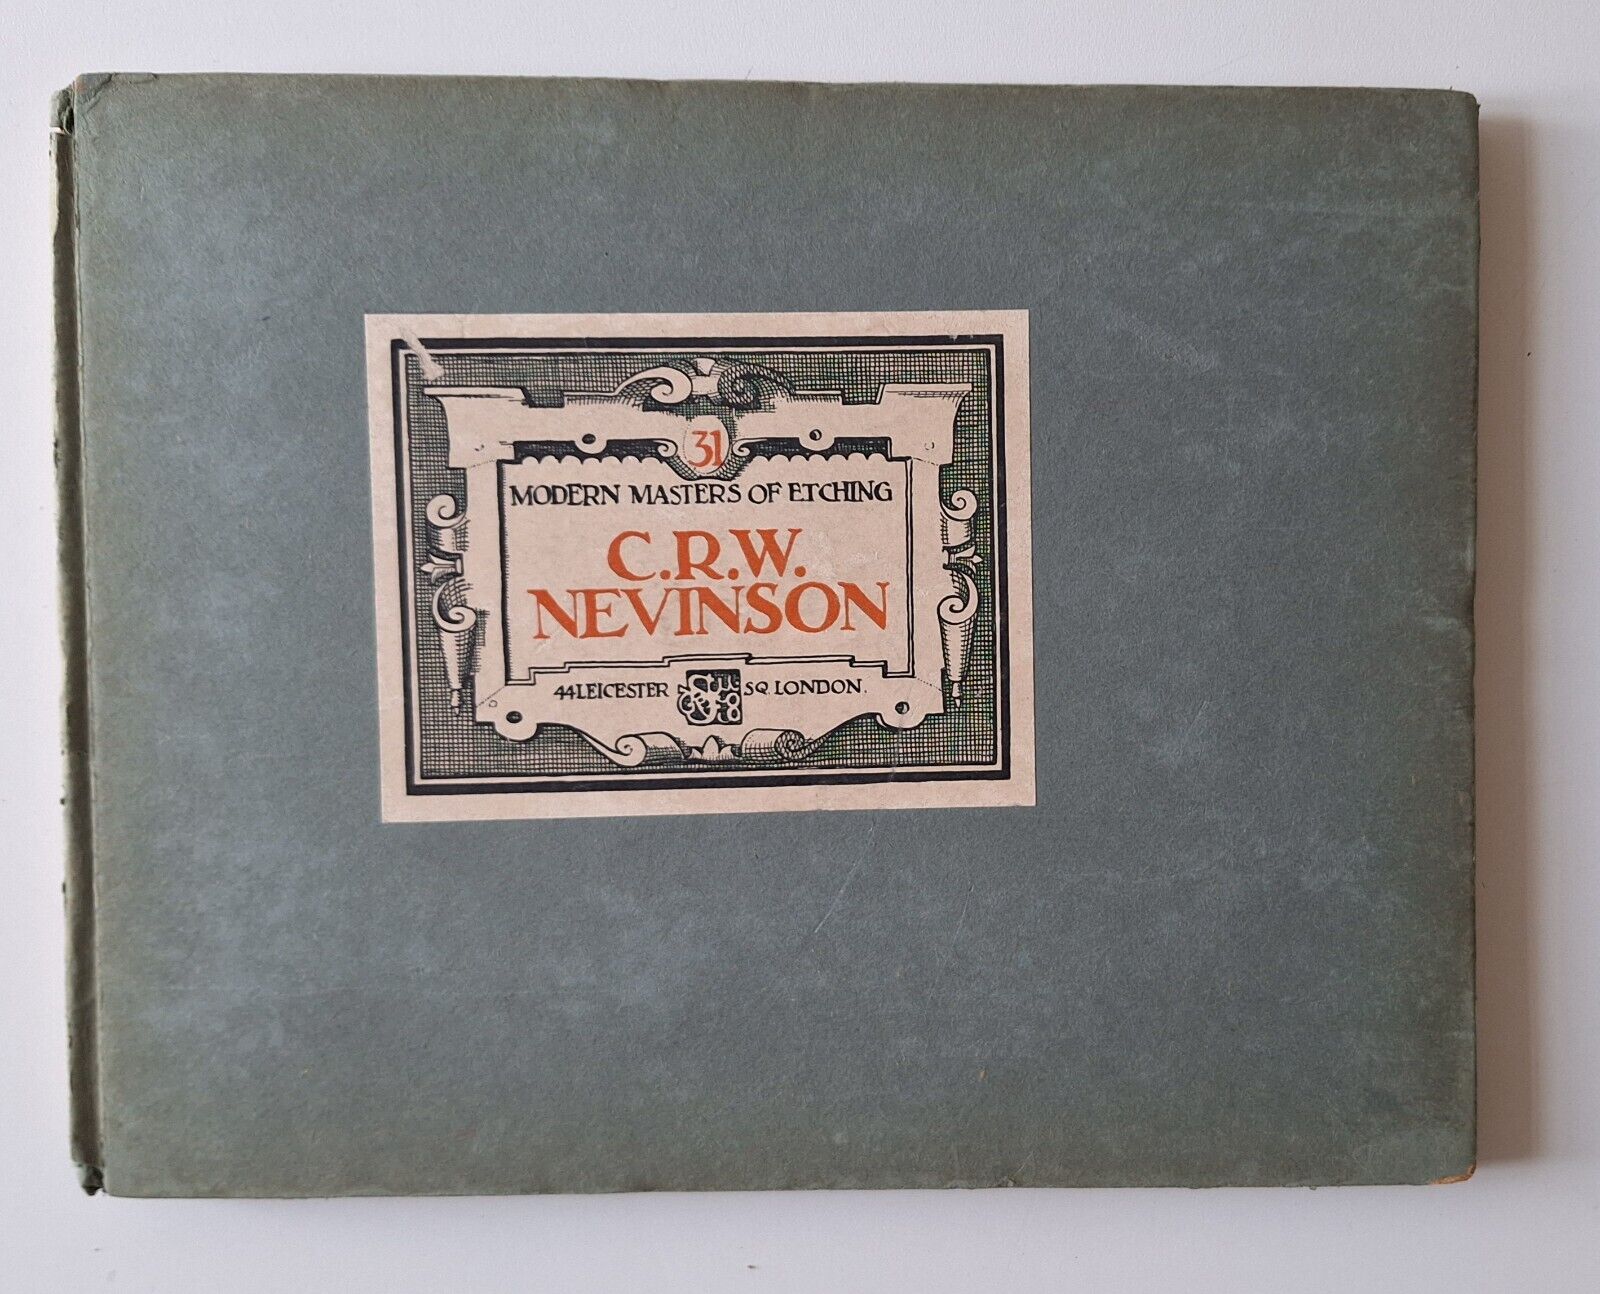 31
MODERN MASTERS OF ETCHING
C.R.W.
NEVINSON
44 LEICESTER SQ. LONDON.